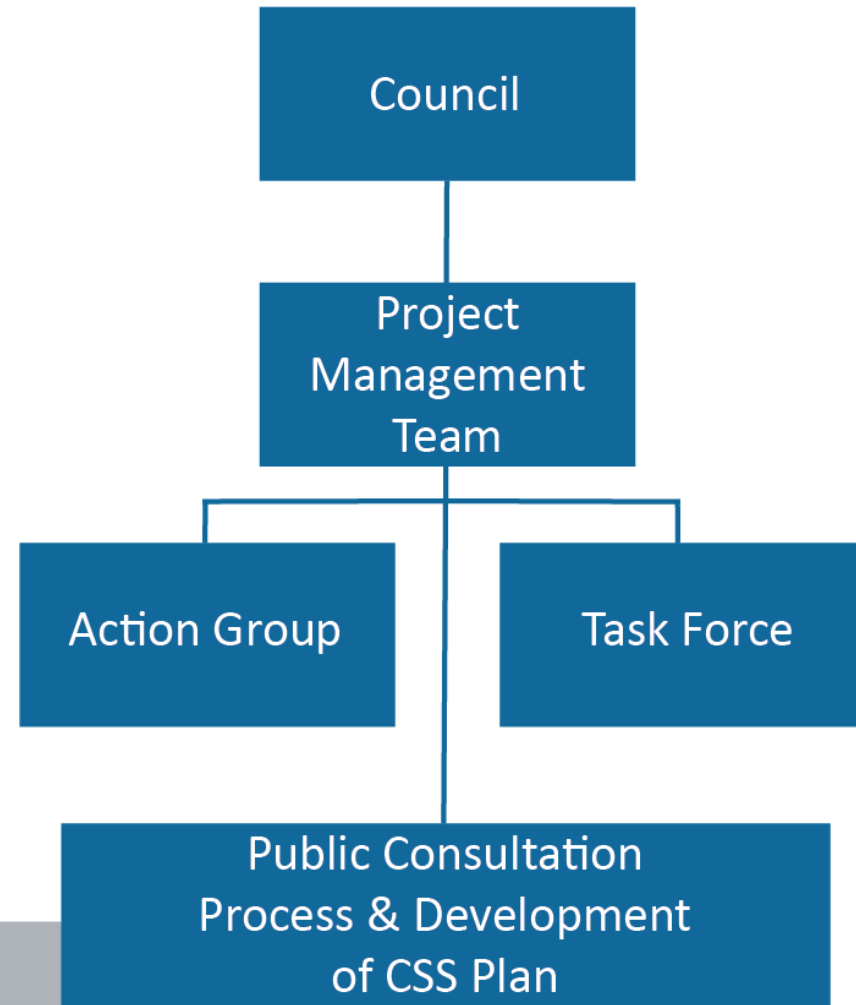 Council
Project
Management
Team
Action Group
Task Force
Public Consultation
Process & Development
of CSS Plan